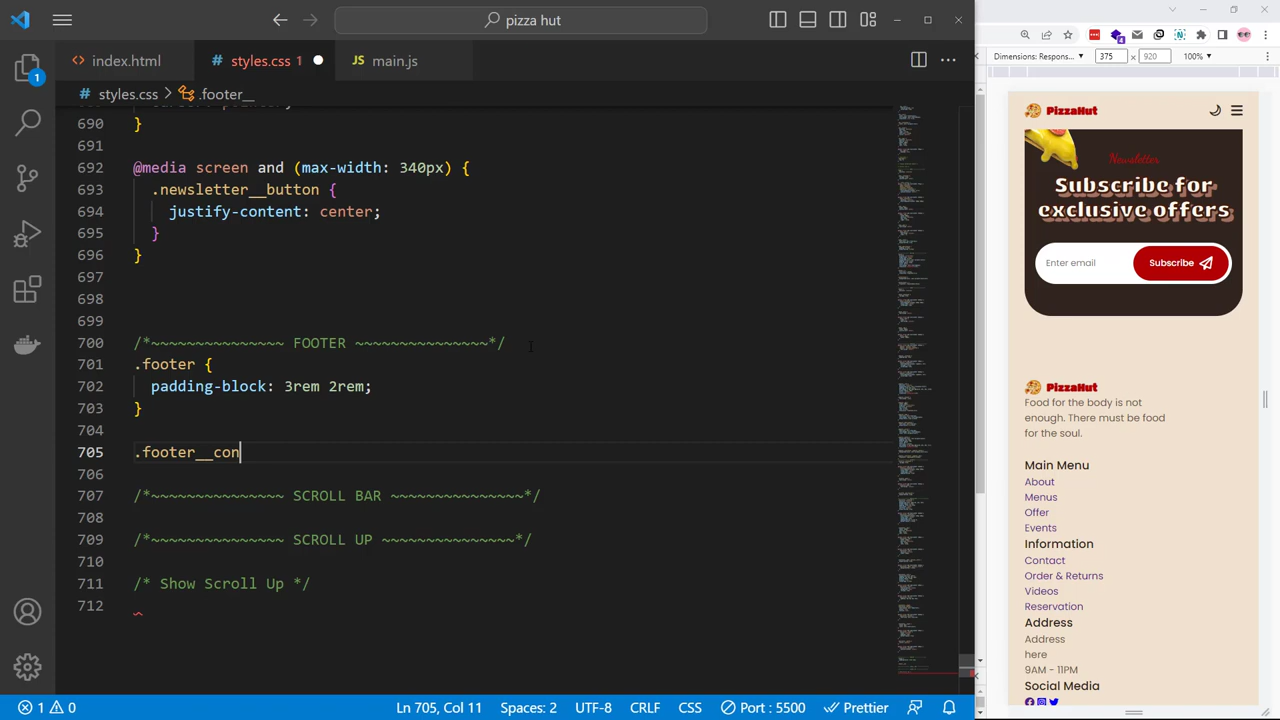 pizza hut
index.html
styles.css 1
main.js
1
styles.css > .footer__
690 }
691
692 @media screen and (max-width: 340px) {
693 .newsletter__button {
694 justify-content: center;
695 }
696 }
697
698
699
700 /*~~~~~~~~~~~~~~~ FOOTER ~~~~~~~~~~~~~~~*/
701 .footer {
702 padding-block: 3rem 2rem;
703 }
704
705 .footer__con
706
707 /*~~~~~~~~~~~~~~~ SCROLL BAR ~~~~~~~~~~~~~~~*/
708
709 /*~~~~~~~~~~~~~~~ SCROLL UP ~~~~~~~~~~~~~~~*/
710
711 /* Show Scroll Up */
712
1 0
Ln 705, Col 11
Spaces: 2
UTF-8
CRLF
CSS
Port : 5500
Prettier
Dimensions: Respons...
375 x 920
100%
PizzaHut
Newsletter
Subscribe for
exclusive offers
Enter email
Subscribe
PizzaHut
Food for the body is not
enough. There must be food
for the soul.
Main Menu
About
Menus
Offer
Events
Information
Contact
Order & Returns
Videos
Reservation
Address
Address
here
9AM - 11PM
Social Media